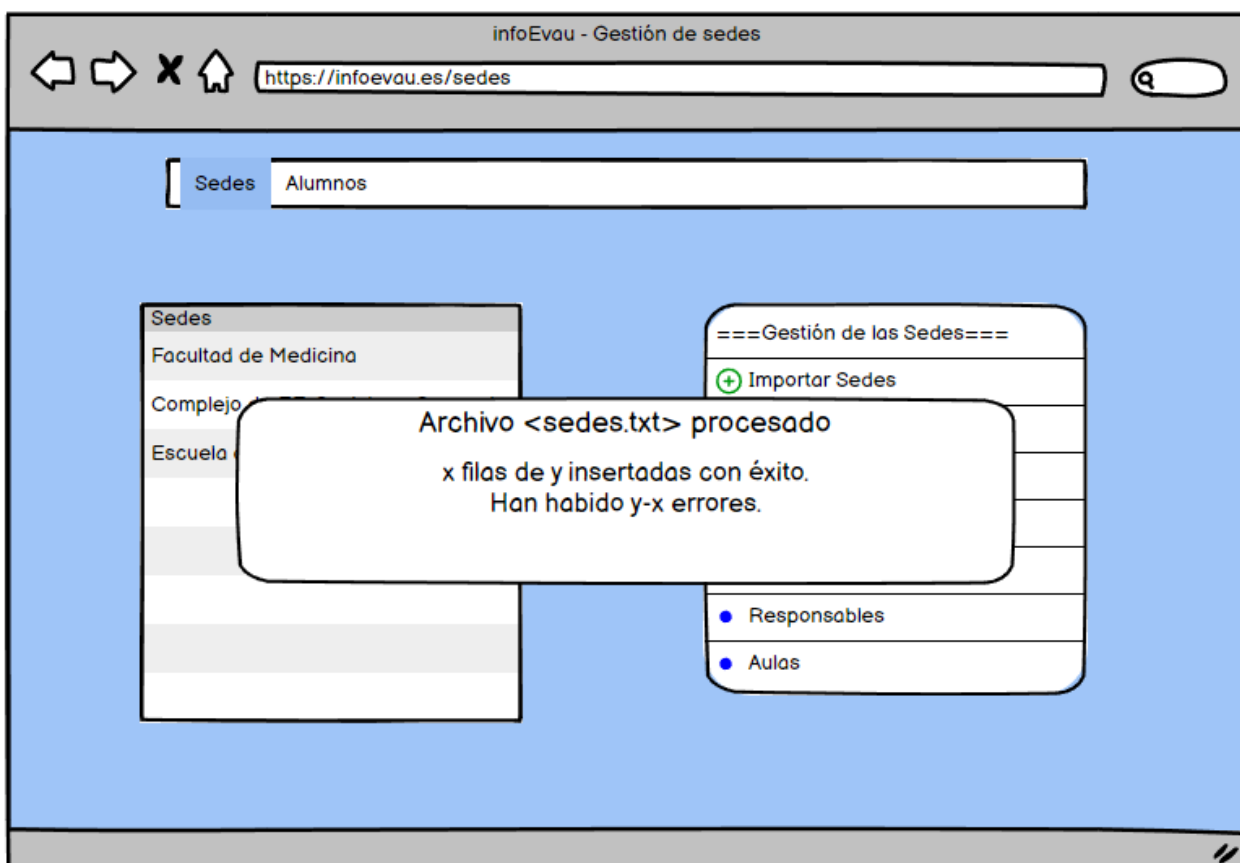 infoEvau - Gestión de sedes
https://infoevau.es/sedes
Sedes Alumnos
Sedes
Facultad de Medicina
Complejo
Escuela
===Gestión de las Sedes===
Importar Sedes
Responsables
Aulas
Archivo <sedes.txt> procesado
x filas de y insertadas con éxito.
Han habido y-x errores.